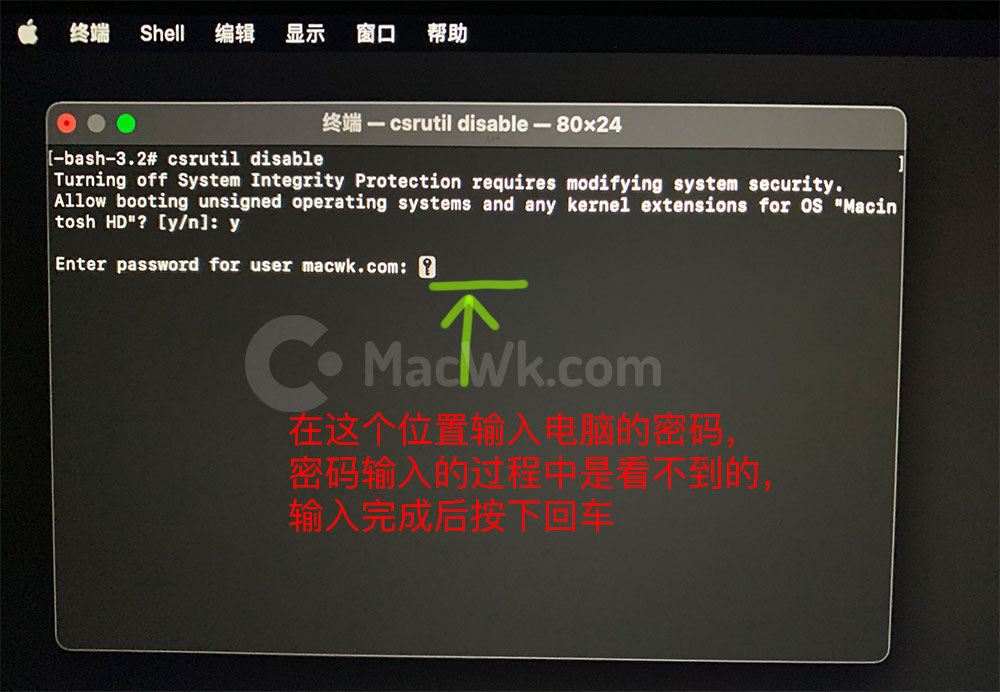 终端 Shell 编辑 显示 窗口 帮助
终端 — csrutil disable — 80×24
[-bash-3.2# csrutil disable ]
Turning off System Integrity Protection requires modifying system security.
Allow booting unsigned operating systems and any kernel extensions for OS "Macin
tosh HD"? [y/n]: y
Enter password for user macwk.com:
MacWk.com
在这个位置输入电脑的密码，
密码输入的过程中是看不到的，
输入完成后按下回车